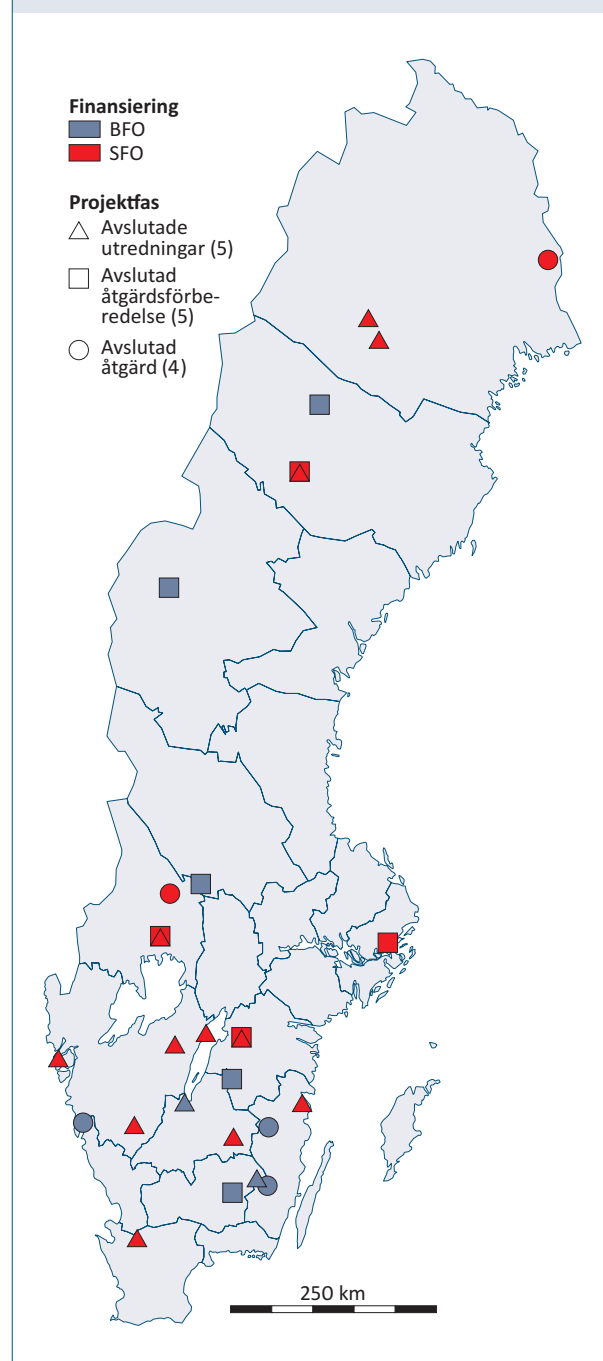 Finansiering
BFO
SFO
Projektfas
Avslutade
utredningar (5)
Avslutad
åtgärdsförbe-
redelse (5)
Avslutad
åtgärd (4)
250 km